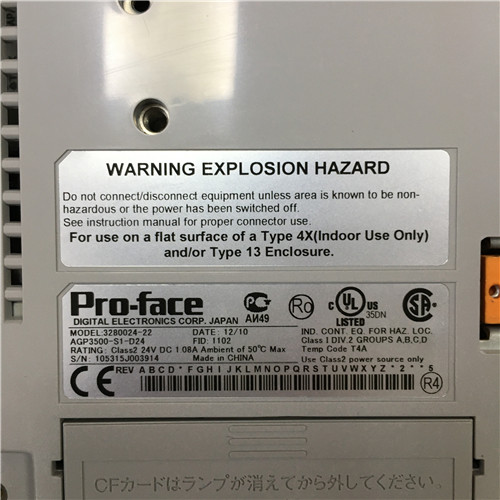 WARNING EXPLOSION HAZARD
Do not connect/disconnect equipment unless area is known to be non-
hazardous or the power has been switched off.
See instruction manual for proper connector use.
For use on a flat surface of a Type 4X(Indoor Use Only)
and/or Type 13 Enclosure.
Pro-face
DIGITAL ELECTRONICS CORP. JAPAN
АИ49
Ro
C UL US
35DN
LISTED
MODEL:3280024-22 DATE: 12/10
AGP3500-S1-D24 FID: 1102
RATING: Class2 24V DC 1.08A Ambient of 50℃ Max
S/N: 105315J003914 Made in CHINA
IND. CONT. EQ. FOR HAZ. LOC.
Class I DIV.2 GROUPS A,B,C,D
Temp Code T4A
Use Class2 power source only
CE
REV A B C D * F G H I J K L M N O P Q R S T U V W X Y Z * 2 * * 5
R4
CFカードはランプが消えてから外してください。